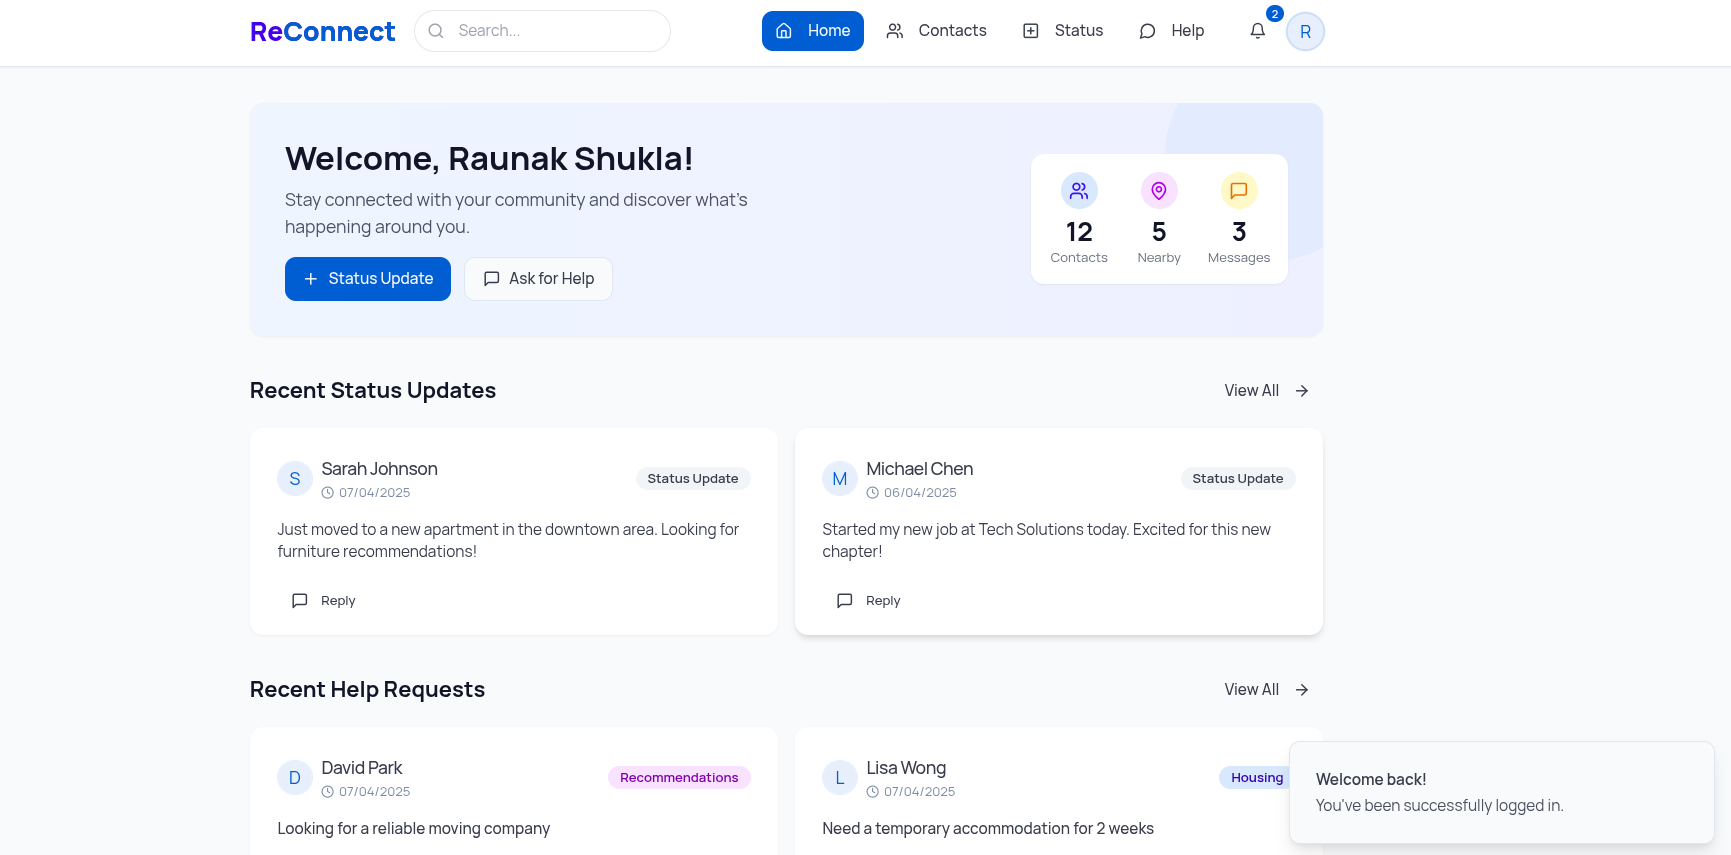 ReConnect
Search...
Home
Contacts
Status
Help
2
R
Welcome, Raunak Shukla!
Stay connected with your community and discover what's
happening around you.
Status Update
Ask for Help
12
Contacts
5
Nearby
3
Messages
Recent Status Updates
View All
S
Sarah Johnson
07/04/2025
Status Update
Just moved to a new apartment in the downtown area. Looking for
furniture recommendations!
Reply
M
Michael Chen
06/04/2025
Status Update
Started my new job at Tech Solutions today. Excited for this new
chapter!
Reply
Recent Help Requests
View All
D
David Park
07/04/2025
Recommendations
Looking for a reliable moving company
L
Lisa Wong
07/04/2025
Housing
Need a temporary accommodation for 2 weeks
Welcome back!
You've been successfully logged in.